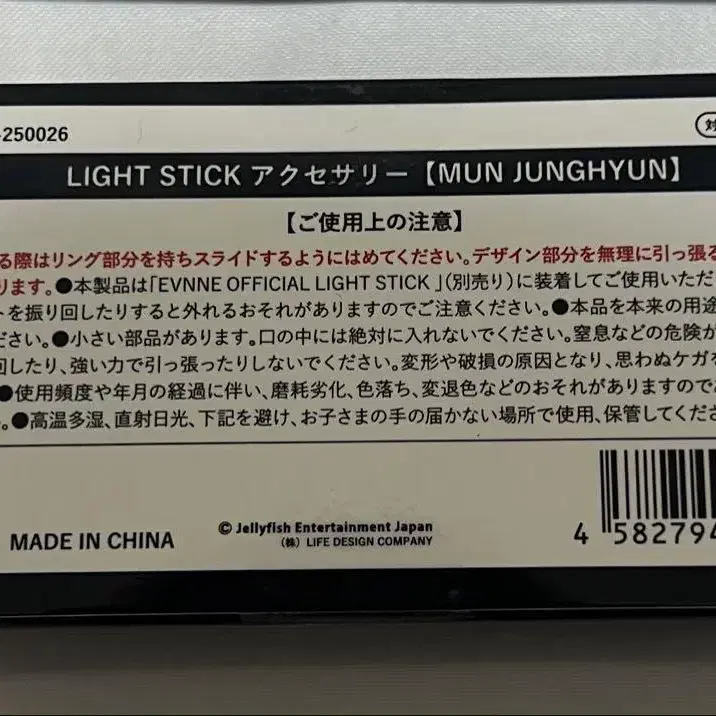 -250026
対
LIGHT STICK アクセサリー【MUN JUNGHYUN】
【ご使用上の注意】
る際はリング部分を持ちスライドするようにはめてください。デザイン部分を無理に引っ張る
ります。●本製品は「EVNNE OFFICIAL LIGHT STICK 」(別売り)に装着してご使用いただ
トを振り回したりすると外れるおそれがありますのでご注意ください。●本品を本来の用途
ださい。●小さい部品があります。口の中には絶対に入れないでください。窒息などの危険が
回したり、強い力で引っ張ったりしないでください。変形や破損の原因となり、思わぬケガを
●使用頻度や年月の経過に伴い、磨耗劣化、色落ち、変退色などのおそれがありますので
。●高温多湿、直射日光、下記を避け、お子さまの手の届かない場所で使用、保管してくださ
MADE IN CHINA
© Jellyfish Entertainment Japan
(株) LIFE DESIGN COMPANY
4 582794